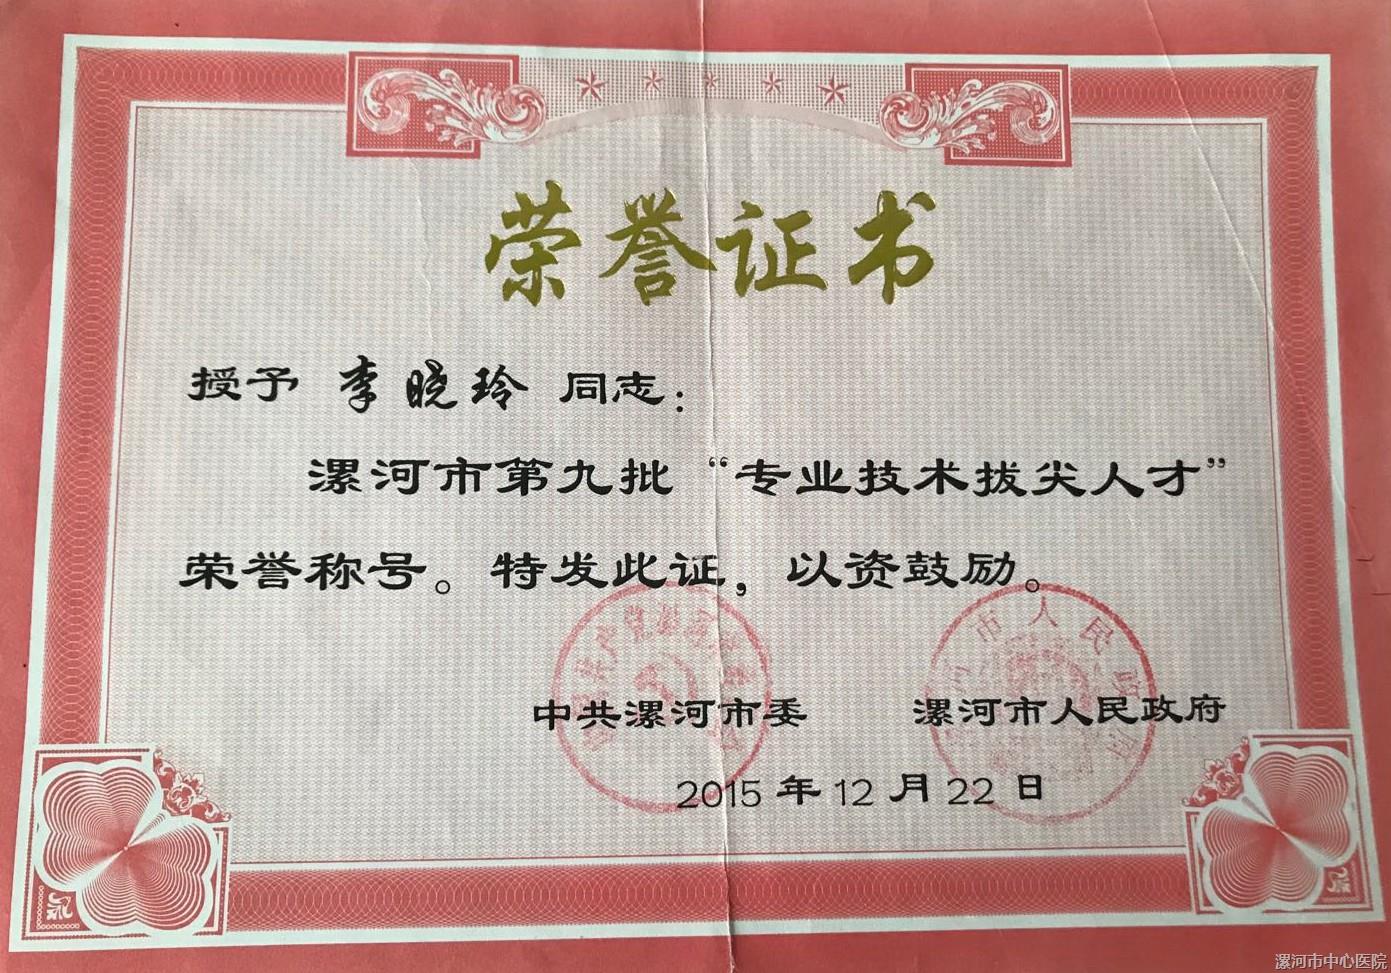 荣誉证书
授予 李晓玲 同志：
漯河市第九批“专业技术拔尖人才”
荣誉称号。特发此证，以资鼓励。
中共漯河市委 漯河市人民政府
2015年12月22日
漯河市中心医院